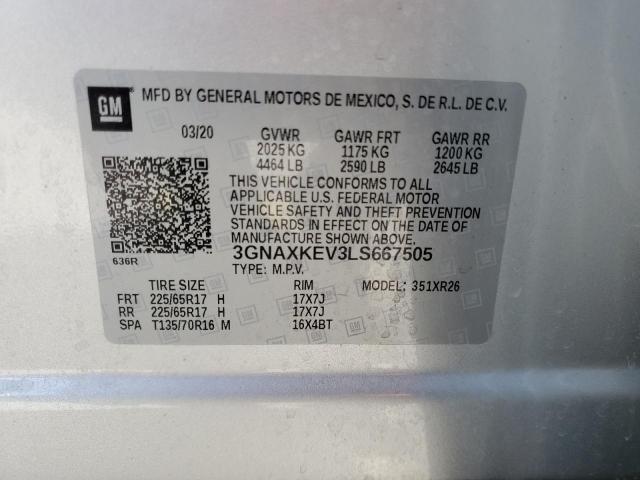 GM
MFD BY GENERAL MOTORS DE MEXICO, S. DE R.L. DE C.V.
03/20 GVWR GAWR FRT GAWR RR
2025 KG 1175 KG 1200 KG
4464 LB 2590 LB 2645 LB
THIS VEHICLE CONFORMS TO ALL
APPLICABLE U.S. FEDERAL MOTOR
VEHICLE SAFETY AND THEFT PREVENTION
STANDARDS IN EFFECT ON THE DATE OF
MANUFACTURE SHOWN ABOVE.
636R 3GNAXKEV3LS667505
TYPE: M.P.V.
TIRE SIZE RIM MODEL: 351XR26
FRT 225/65R17 H 17X7J
RR 225/65R17 H 17X7J
SPA T135/70R16 M 16X4BT